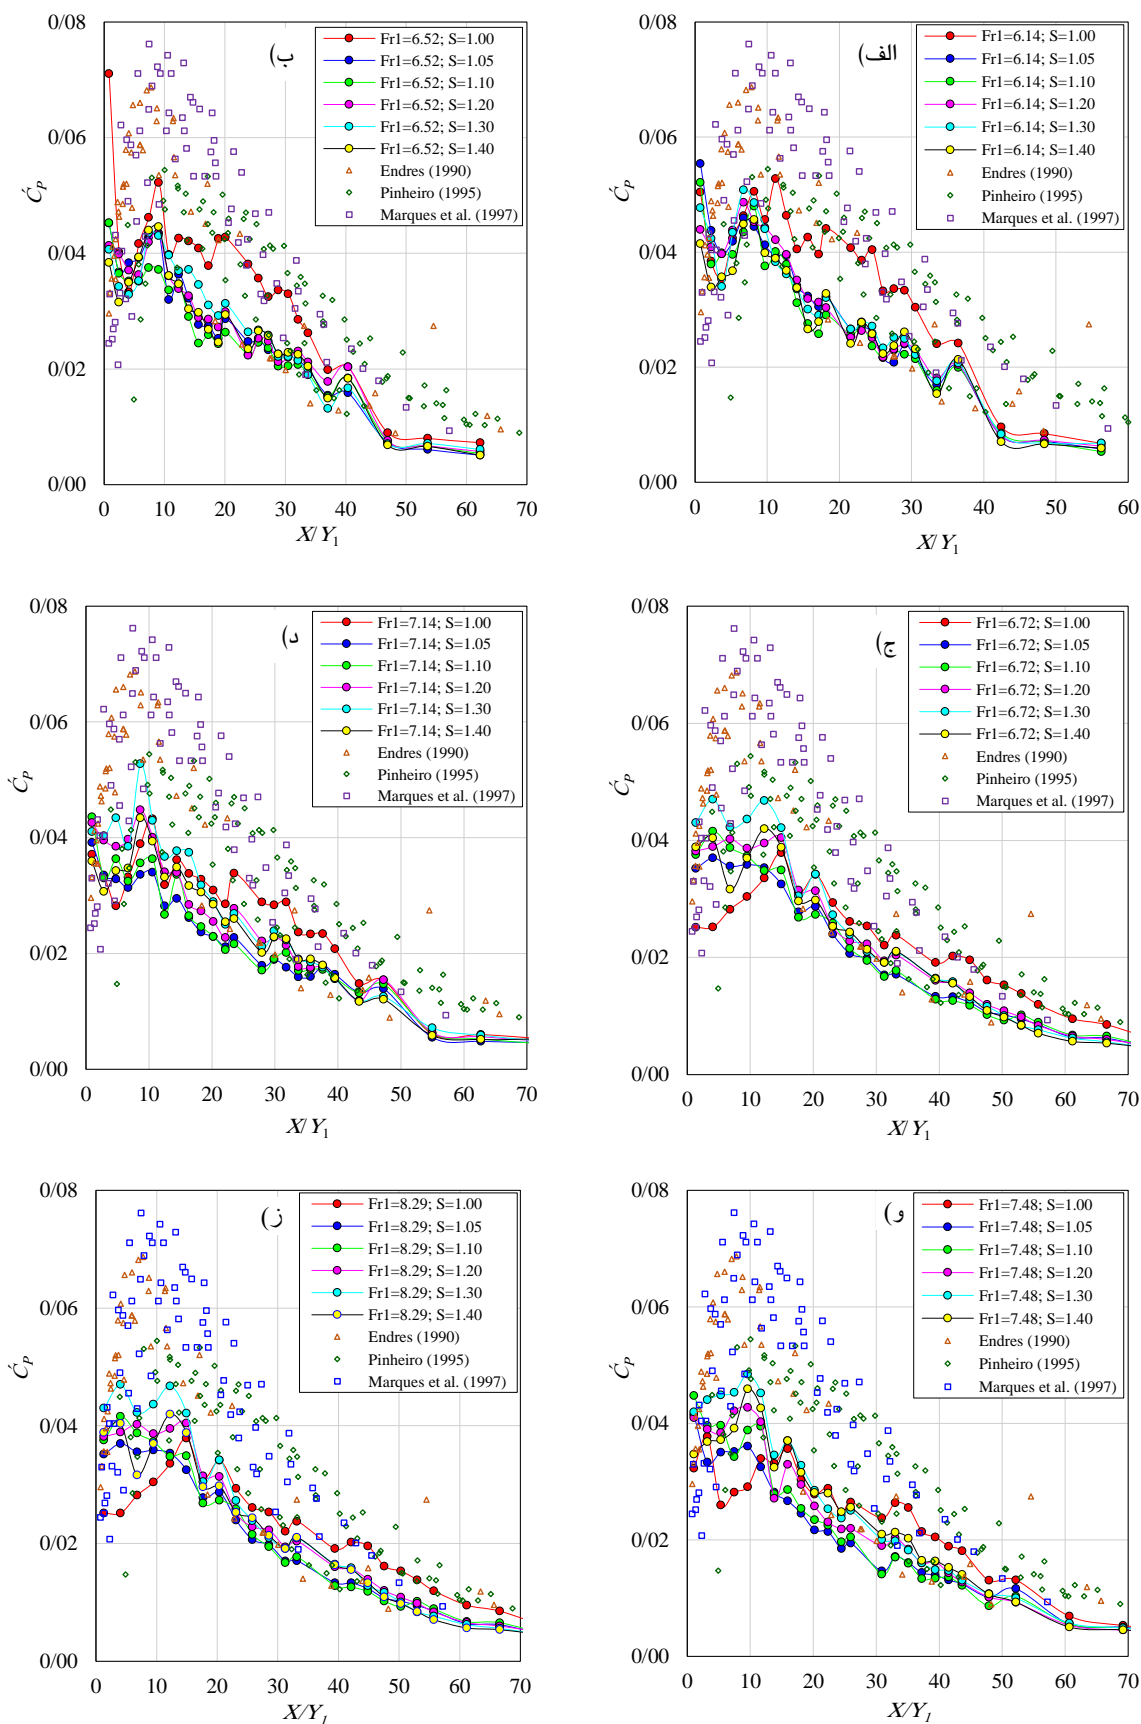 الف)
Fr1=6.14; S=1.00
Fr1=6.14; S=1.05
Fr1=6.14; S=1.10
Fr1=6.14; S=1.20
Fr1=6.14; S=1.30
Fr1=6.14; S=1.40
Endres (1990)
Pinheiro (1995)
Marques et al. (1997)
0/08
0/06
0/04
0/02
0/00
Ć_P
0 10 20 30 40 50 60
X/Y₁
ب)
Fr1=6.52; S=1.00
Fr1=6.52; S=1.05
Fr1=6.52; S=1.10
Fr1=6.52; S=1.20
Fr1=6.52; S=1.30
Fr1=6.52; S=1.40
Endres (1990)
Pinheiro (1995)
Marques et al. (1997)
0/08
0/06
0/04
0/02
0/00
Ć_P
0 10 20 30 40 50 60 70
X/Y₁
ج)
Fr1=6.72; S=1.00
Fr1=6.72; S=1.05
Fr1=6.72; S=1.10
Fr1=6.72; S=1.20
Fr1=6.72; S=1.30
Fr1=6.72; S=1.40
Endres (1990)
Pinheiro (1995)
Marques et al. (1997)
0/08
0/06
0/04
0/02
0/00
Ć_P
0 10 20 30 40 50 60 70
X/Y₁
د)
Fr1=7.14; S=1.00
Fr1=7.14; S=1.05
Fr1=7.14; S=1.10
Fr1=7.14; S=1.20
Fr1=7.14; S=1.30
Fr1=7.14; S=1.40
Endres (1990)
Pinheiro (1995)
Marques et al. (1997)
0/08
0/06
0/04
0/02
0/00
Ć_P
0 10 20 30 40 50 60 70
X/Y₁
و)
Fr1=7.48; S=1.00
Fr1=7.48; S=1.05
Fr1=7.48; S=1.10
Fr1=7.48; S=1.20
Fr1=7.48; S=1.30
Fr1=7.48; S=1.40
Endres (1990)
Pinheiro (1995)
Marques et al. (1997)
0/08
0/06
0/04
0/02
0/00
Ć_P
0 10 20 30 40 50 60 70
X/Y₁
ز)
Fr1=8.29; S=1.00
Fr1=8.29; S=1.05
Fr1=8.29; S=1.10
Fr1=8.29; S=1.20
Fr1=8.29; S=1.30
Fr1=8.29; S=1.40
Endres (1990)
Pinheiro (1995)
Marques et al. (1997)
0/08
0/06
0/04
0/02
0/00
Ć_P
0 10 20 30 40 50 60 70
X/Y₁